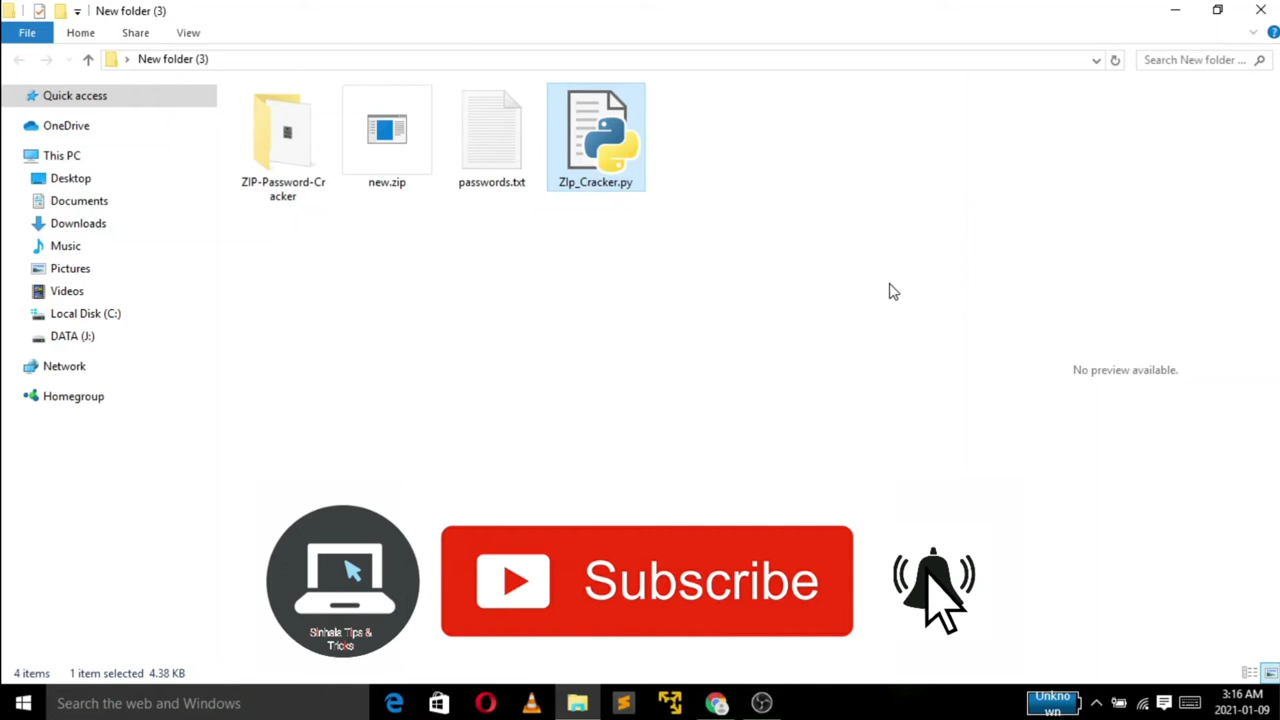 New folder (3)
File
Home
Share
View
New folder (3)
Search New folder ...
Quick access
OneDrive
This PC
Desktop
Documents
Downloads
Music
Pictures
Videos
Local Disk (C:)
DATA (J:)
Network
Homegroup
ZIP-Password-Cr
acker
new.zip
passwords.txt
ZIp_Cracker.py
No preview available.
Sinhala Tips &
Tricks
Subscribe
4 items
1 item selected 4.38 KB
Search the web and Windows
Unkno
wn
3:16 AM
2021-01-09